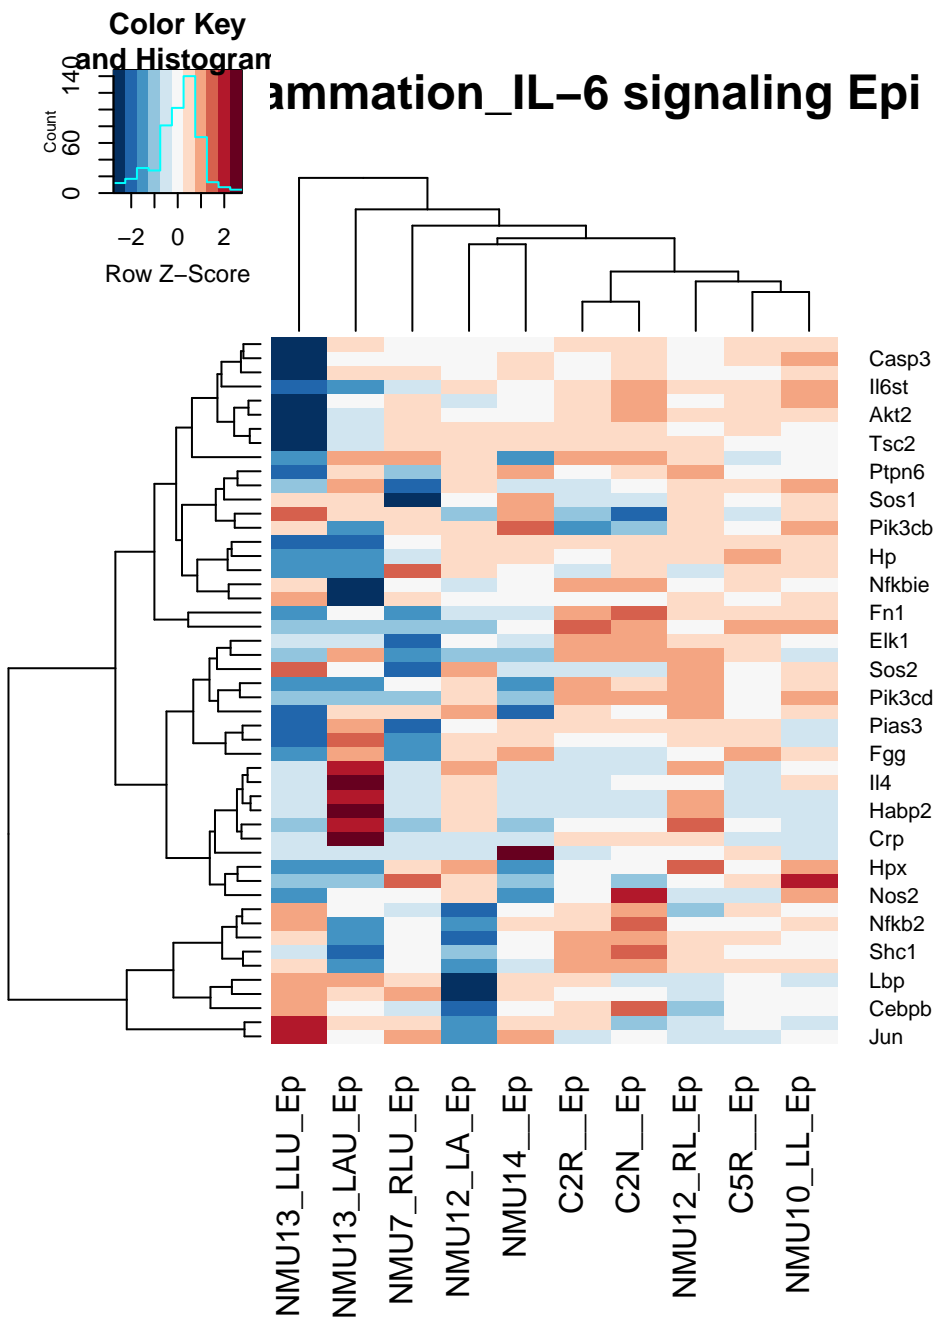 Color Key
and Histogram
ammation_IL−6 signaling Epi
Count
0 60 140
−2 0 2
Row Z−Score
Casp3
Il6st
Akt2
Tsc2
Ptpn6
Sos1
Pik3cb
Hp
Nfkbie
Fn1
Elk1
Sos2
Pik3cd
Pias3
Fgg
Il4
Habp2
Crp
Hpx
Nos2
Nfkb2
Shc1
Lbp
Cebpb
Jun
NMU13_LLU_Ep
NMU13_LAU_Ep
NMU7_RLU_Ep
NMU12_LA_Ep
NMU14__Ep
C2R__Ep
C2N__Ep
NMU12_RL_Ep
C5R__Ep
NMU10_LL_Ep